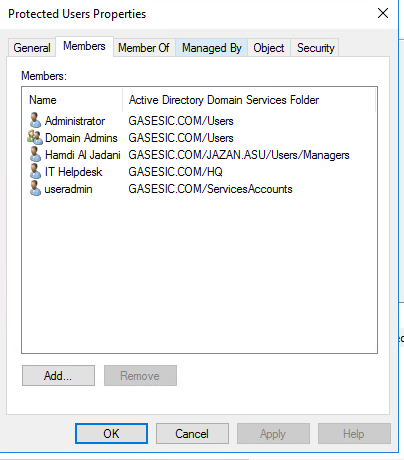 Protected Users Properties
General Members Member Of Managed By Object Security
Members:
Name Active Directory Domain Services Folder
Administrator GASESIC.COM/Users
Domain Admins GASESIC.COM/Users
Hamdi Al Jadani GASESIC.COM/JAZAN.ASU/Users/Managers
IT Helpdesk GASESIC.COM/HQ
useradmin GASESIC.COM/ServicesAccounts
Add... Remove
OK Cancel Apply Help